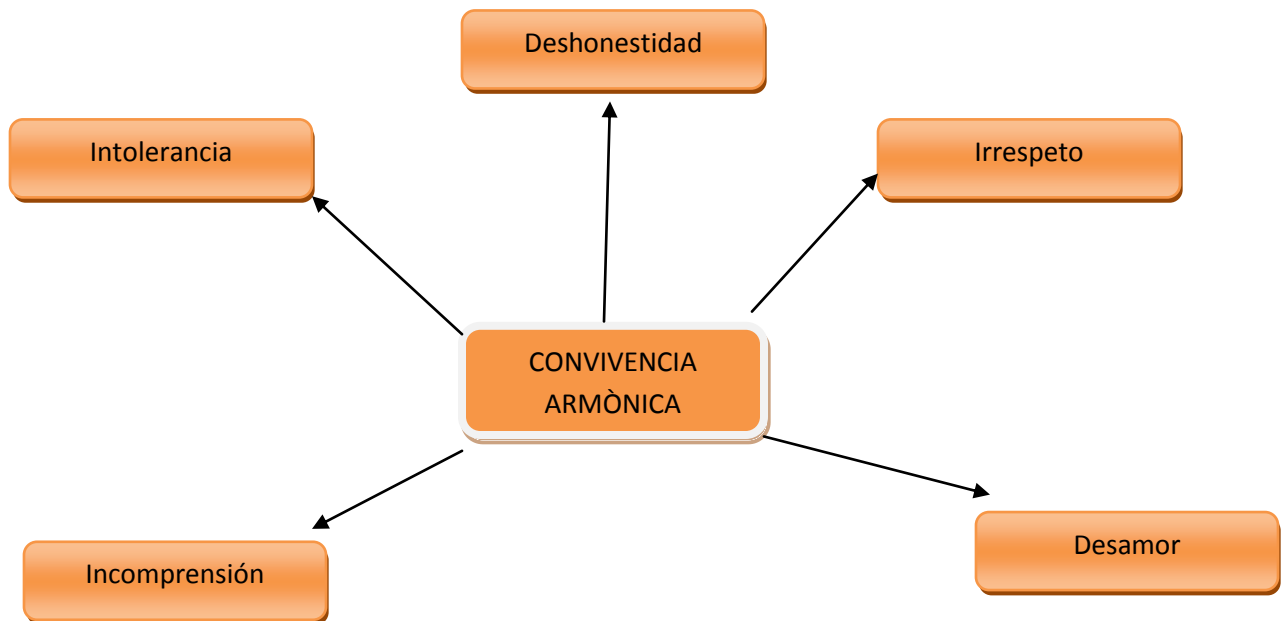 Deshonestidad
Intolerancia
Irrespeto
CONVIVENCIA
ARMÒNICA
Desamor
Incomprensión